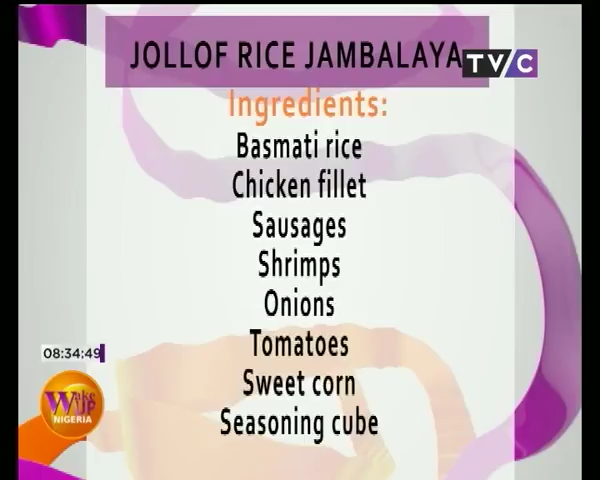 JOLLOF RICE JAMBALAYA
TV/C
Ingredients:
Basmati rice
Chicken fillet
Sausages
Shrimps
Onions
Tomatoes
Sweet corn
Seasoning cube
08:34:49
Wake
UP
NIGERIA